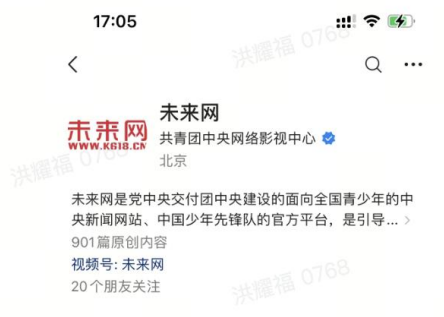 17:05
洪耀福 0768
未来网
未来网
WWW.K618.CN
共青团中央网络影视中心
北京
洪耀福 0768
未来网是党中央交付团中央建设的面向全国青少年的中
央新闻网站、中国少年先锋队的官方平台，是引导...
901篇原创内容
视频号: 未来网
20个朋友关注
洪耀福 0768